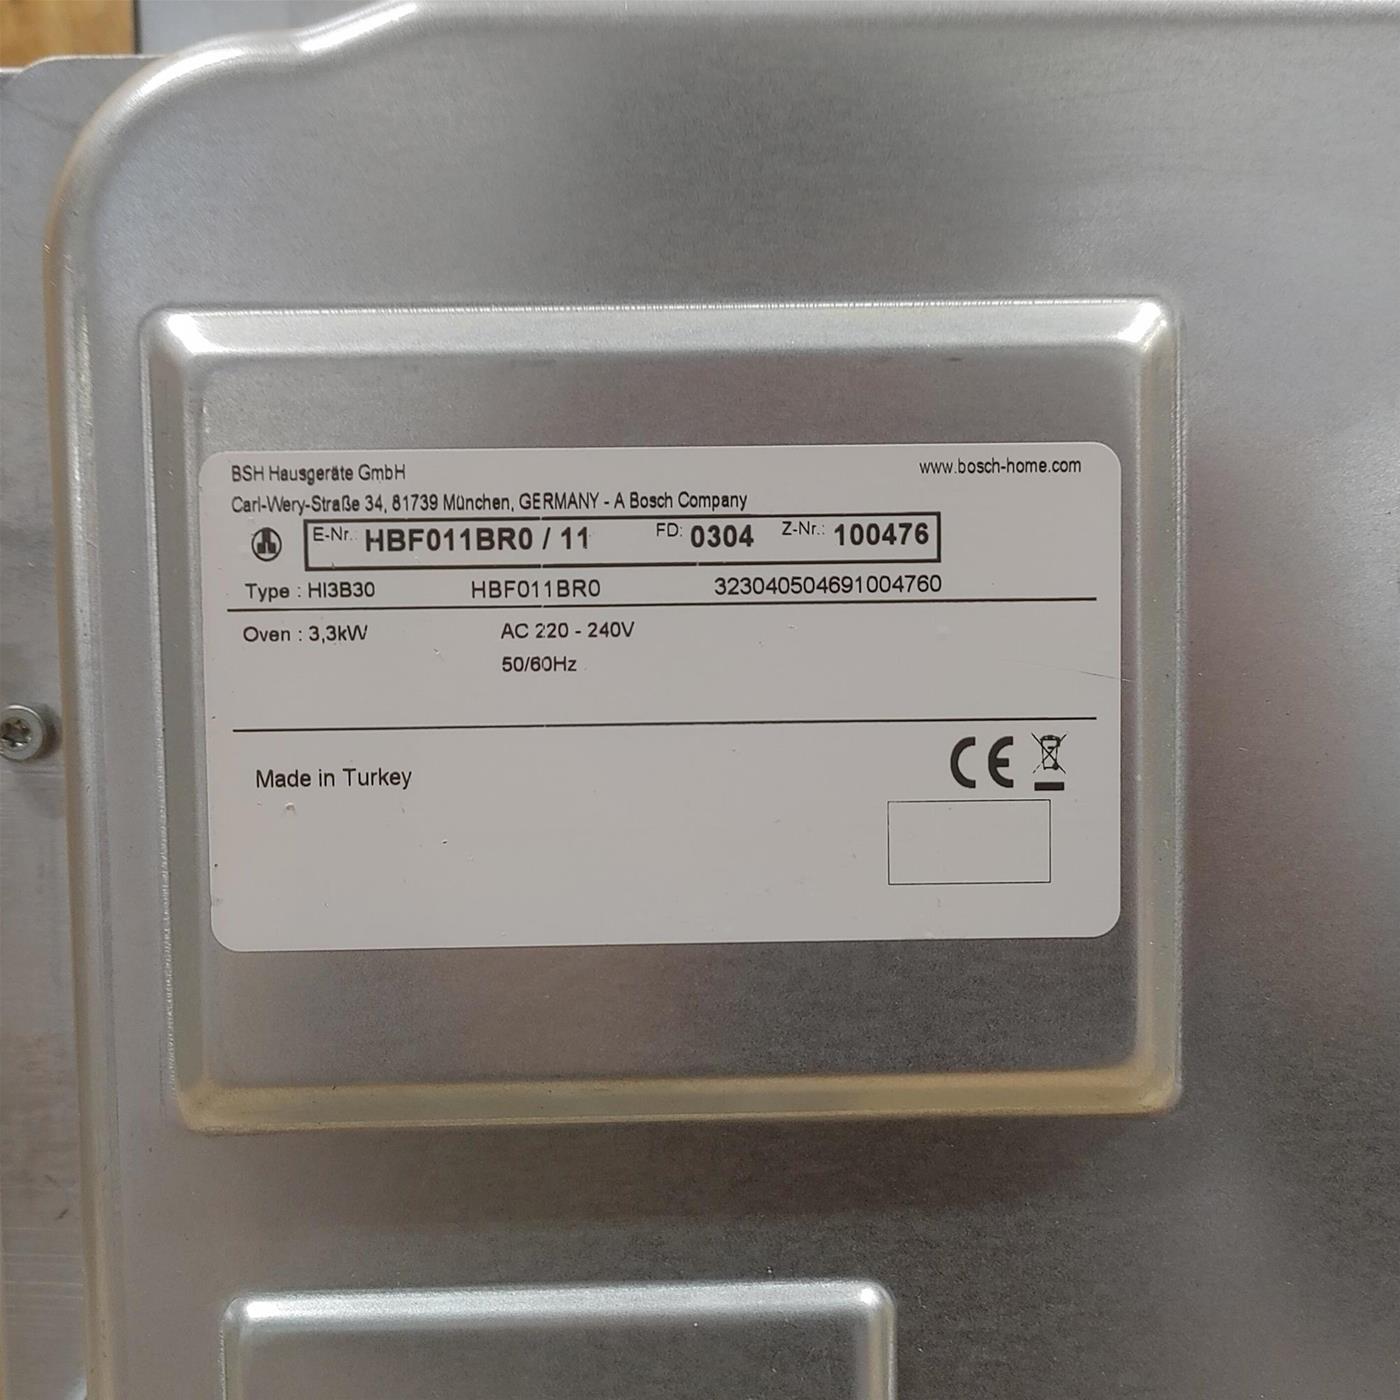 BSH Hausgeräte GmbH www.bosch-home.com
Carl-Wery-Straße 34, 81739 München, GERMANY - A Bosch Company
E-Nr.: HBF011BR0 / 11 FD: 0304 Z-Nr.: 100476
Type : HI3B30 HBF011BR0 323040504691004760
Oven : 3,3kW AC 220 - 240V
50/60Hz
Made in Turkey
CE